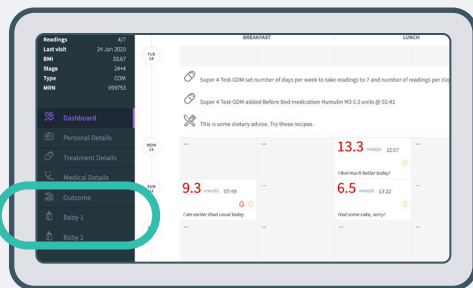 Readings 4/7
Last visit 24 Jan 2020
BMI 33.67
Stage 24+4
Type GDM
MRN 099753
Dashboard
Personal Details
Treatment Details
Medical Details
Outcome
Baby 1
Baby 2
BREAKFAST LUNCH
TUE
Super 4 Test-GDM set number of days per week to take readings to 7 and number of readings per day
Super 4 Test-GDM added Before Bed medication Humulin M3 0.5 units @ 02:42
This is some dietary advice. Try these recipes.
MON
13
-- -- 13.3 mmol/L 12:57 --
I feel much better today!
SUN
9.3 mmol/L 07:49 -- 6.5 mmol/L 13:22 --
I ate earlier than usual today Had some cake, sorry!
-- -- -- --